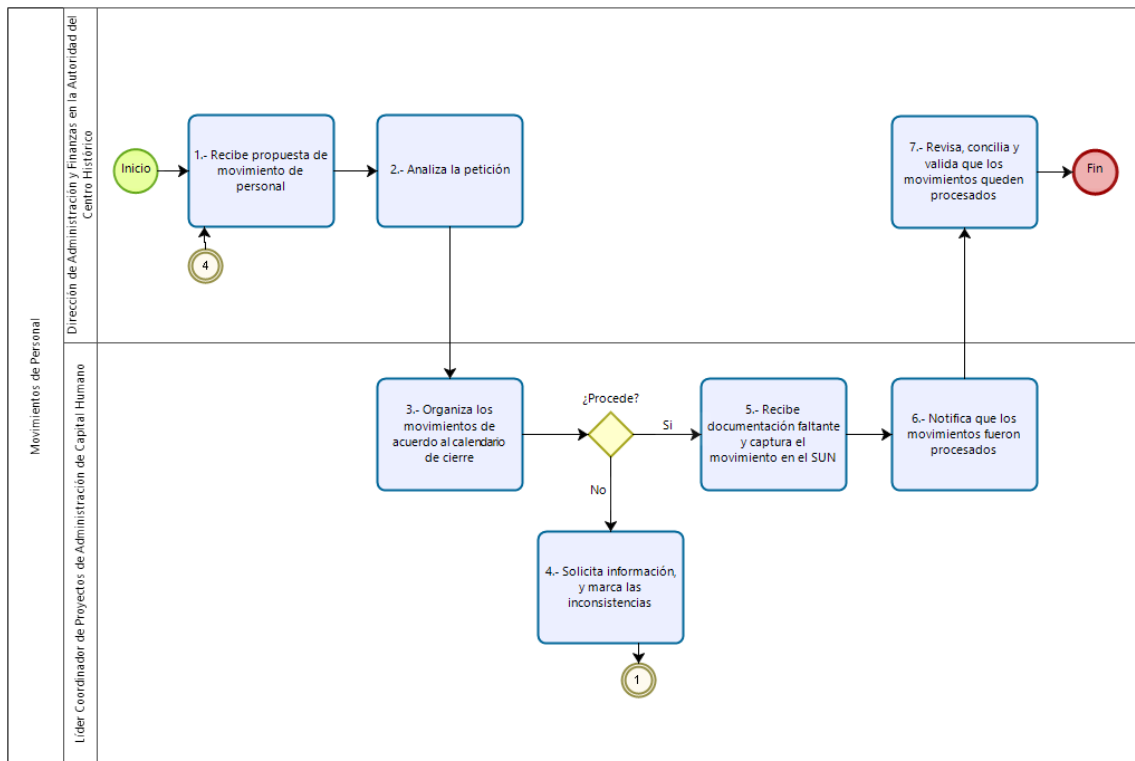 Movimientos de Personal
Dirección de Administración y Finanzas en la Autoridad del
Centro Histórico
Inicio
1.- Recibe propuesta de
movimiento de
personal
4
2.- Analiza la petición
7.- Revisa, concilia y
valida que los
movimientos queden
procesados
Fin
Líder Coordinador de Proyectos de Administración de Capital Humano
3.- Organiza los
movimientos de
acuerdo al calendario
de cierre
¿Procede?
Si
No
5.- Recibe
documentación faltante
y captura el
movimiento en el SUN
6.- Notifica que los
movimientos fueron
procesados
4.- Solicita información,
y marca las
inconsistencias
1